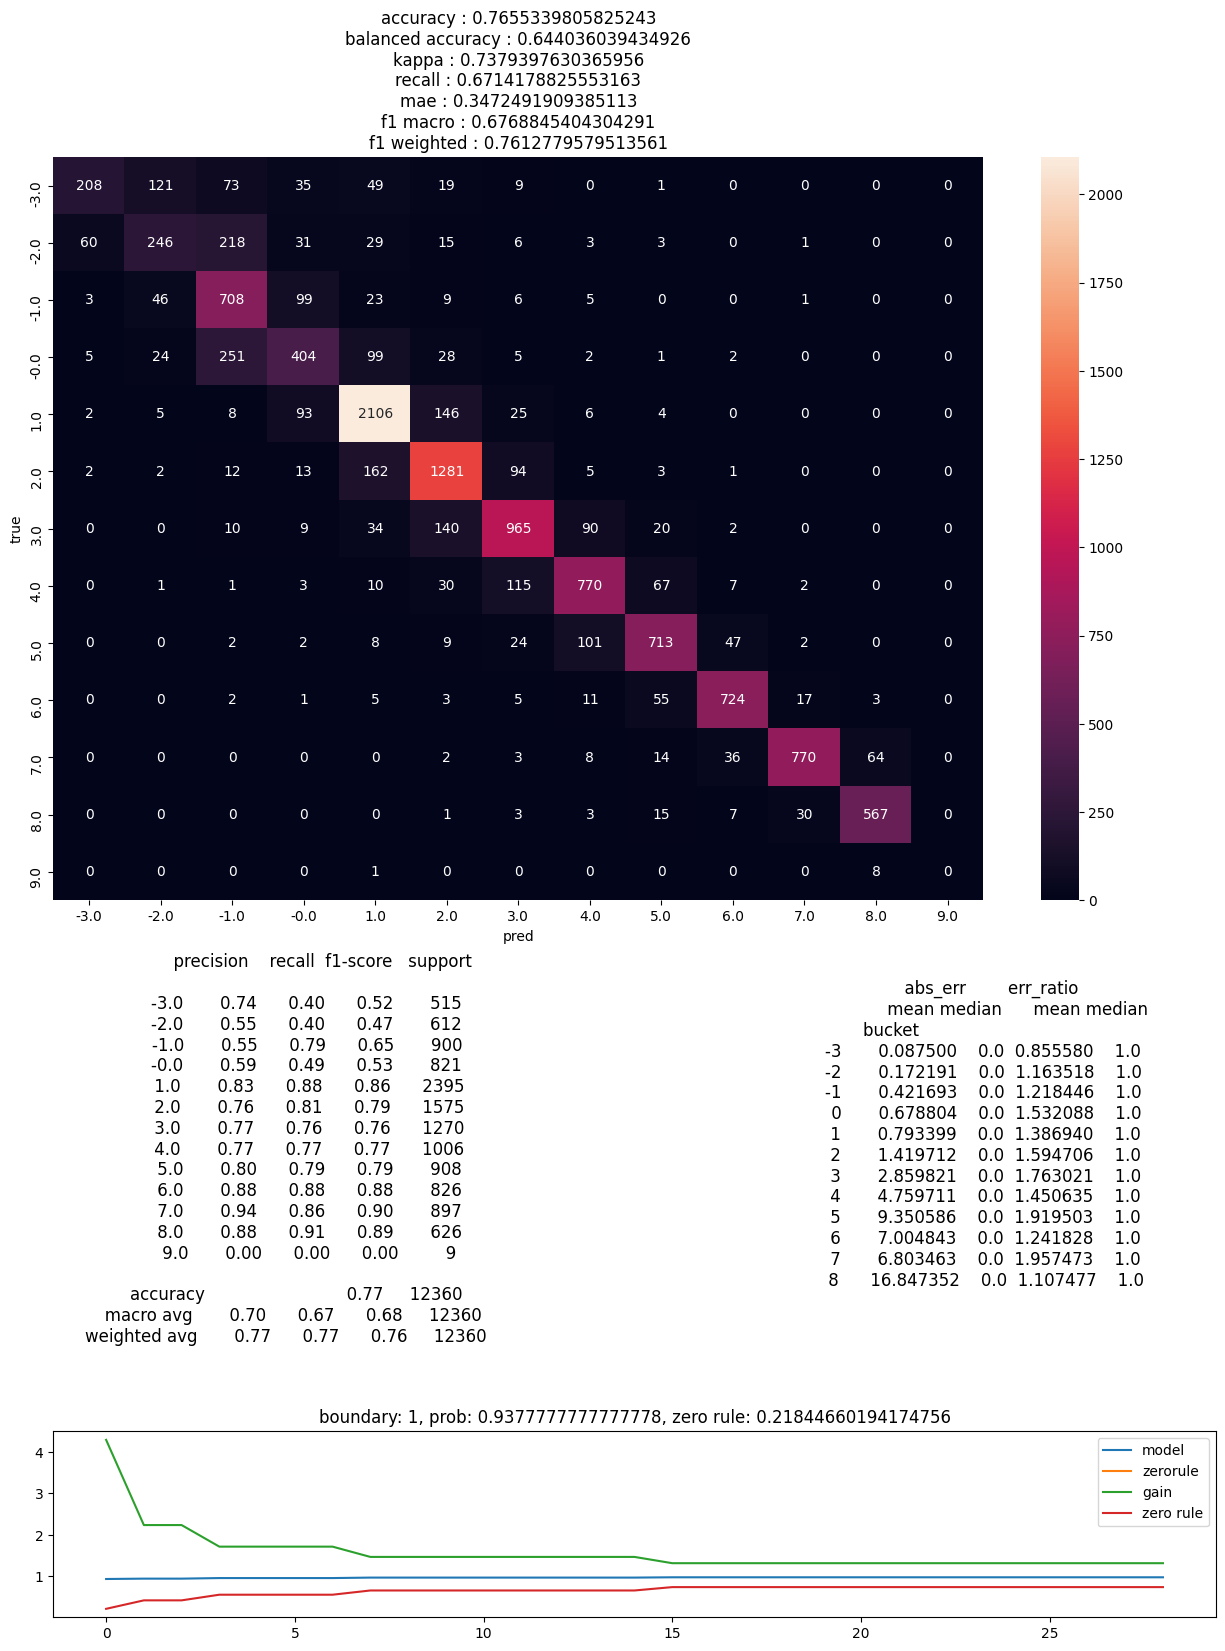 accuracy : 0.7655339805825243
balanced accuracy : 0.644036039434926
kappa : 0.7379397630365956
recall : 0.6714178825553163
mae : 0.3472491909385113
f1 macro : 0.6768845404304291
f1 weighted : 0.7612779579513561
-3.0 208 121 73 35 49 19 9 0 1 0 0 0 0
-2.0 60 246 218 31 29 15 6 3 3 0 1 0 0
-1.0 3 46 708 99 23 9 6 5 0 0 1 0 0
-0.0 5 24 251 404 99 28 5 2 1 2 0 0 0
1.0 2 5 8 93 2106 146 25 6 4 0 0 0 0
2.0 2 2 12 13 162 1281 94 5 3 1 0 0 0
3.0 0 0 10 9 34 140 965 90 20 2 0 0 0
4.0 0 1 1 3 10 30 115 770 67 7 2 0 0
5.0 0 0 2 2 8 9 24 101 713 47 2 0 0
6.0 0 0 2 1 5 3 5 11 55 724 17 3 0
7.0 0 0 0 0 0 2 3 8 14 36 770 64 0
8.0 0 0 0 0 0 1 3 3 15 7 30 567 0
9.0 0 0 0 0 1 0 0 0 0 0 0 8 0
true
-3.0 -2.0 -1.0 -0.0 1.0 2.0 3.0 4.0 5.0 6.0 7.0 8.0 9.0
pred
2000
1750
1500
1250
1000
750
500
250
0
precision recall f1-score support
-3.0 0.74 0.40 0.52 515
-2.0 0.55 0.40 0.47 612
-1.0 0.55 0.79 0.65 900
-0.0 0.59 0.49 0.53 821
1.0 0.83 0.88 0.86 2395
2.0 0.76 0.81 0.79 1575
3.0 0.77 0.76 0.76 1270
4.0 0.77 0.77 0.77 1006
5.0 0.80 0.79 0.79 908
6.0 0.88 0.88 0.88 826
7.0 0.94 0.86 0.90 897
8.0 0.88 0.91 0.89 626
9.0 0.00 0.00 0.00 9
accuracy 0.77 12360
macro avg 0.70 0.67 0.68 12360
weighted avg 0.77 0.77 0.76 12360
abs_err err_ratio
mean median mean median
bucket
-3 0.087500 0.0 0.855580 1.0
-2 0.172191 0.0 1.163518 1.0
-1 0.421693 0.0 1.218446 1.0
0 0.678804 0.0 1.532088 1.0
1 0.793399 0.0 1.386940 1.0
2 1.419712 0.0 1.594706 1.0
3 2.859821 0.0 1.763021 1.0
4 4.759711 0.0 1.450635 1.0
5 9.350586 0.0 1.919503 1.0
6 7.004843 0.0 1.241828 1.0
7 6.803463 0.0 1.957473 1.0
8 16.847352 0.0 1.107477 1.0
boundary: 1, prob: 0.9377777777777778, zero rule: 0.21844660194174756
4
3
2
1
model
zerorule
gain
zero rule
0 5 10 15 20 25